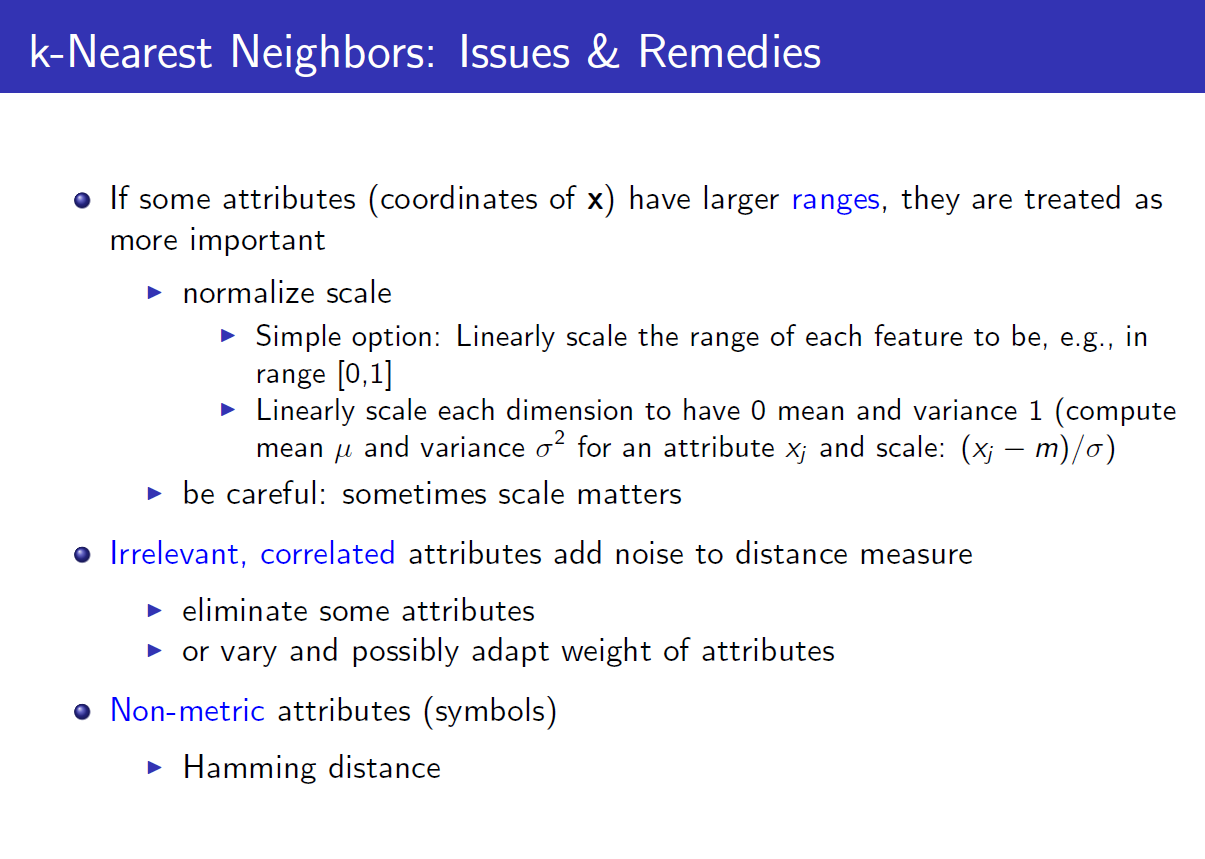 k-Nearest Neighbors: Issues & Remedies
If some attributes (coordinates of x) have larger ranges, they are treated as
more important
normalize scale
Simple option: Linearly scale the range of each feature to be, e.g., in
range [0,1]
Linearly scale each dimension to have 0 mean and variance 1 (compute
mean μ and variance σ² for an attribute xⱼ and scale: (xⱼ − m)/σ)
be careful: sometimes scale matters
Irrelevant, correlated attributes add noise to distance measure
eliminate some attributes
or vary and possibly adapt weight of attributes
Non-metric attributes (symbols)
Hamming distance